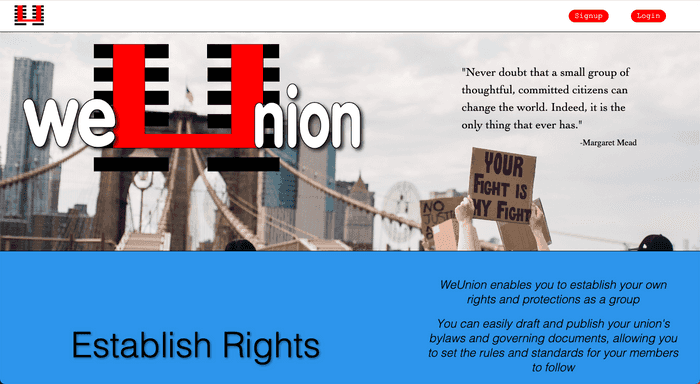 Signup Login
weUnion
"Never doubt that a small group of
thoughtful, committed citizens can
change the world. Indeed, it is the
only thing that ever has."
-Margaret Mead
YOUR
FIGHT IS
MY FIGHT
NO
WeUnion enables you to establish your own
rights and protections as a group
Establish Rights
You can easily draft and publish your union's
bylaws and governing documents, allowing you
to set the rules and standards for your members
to follow